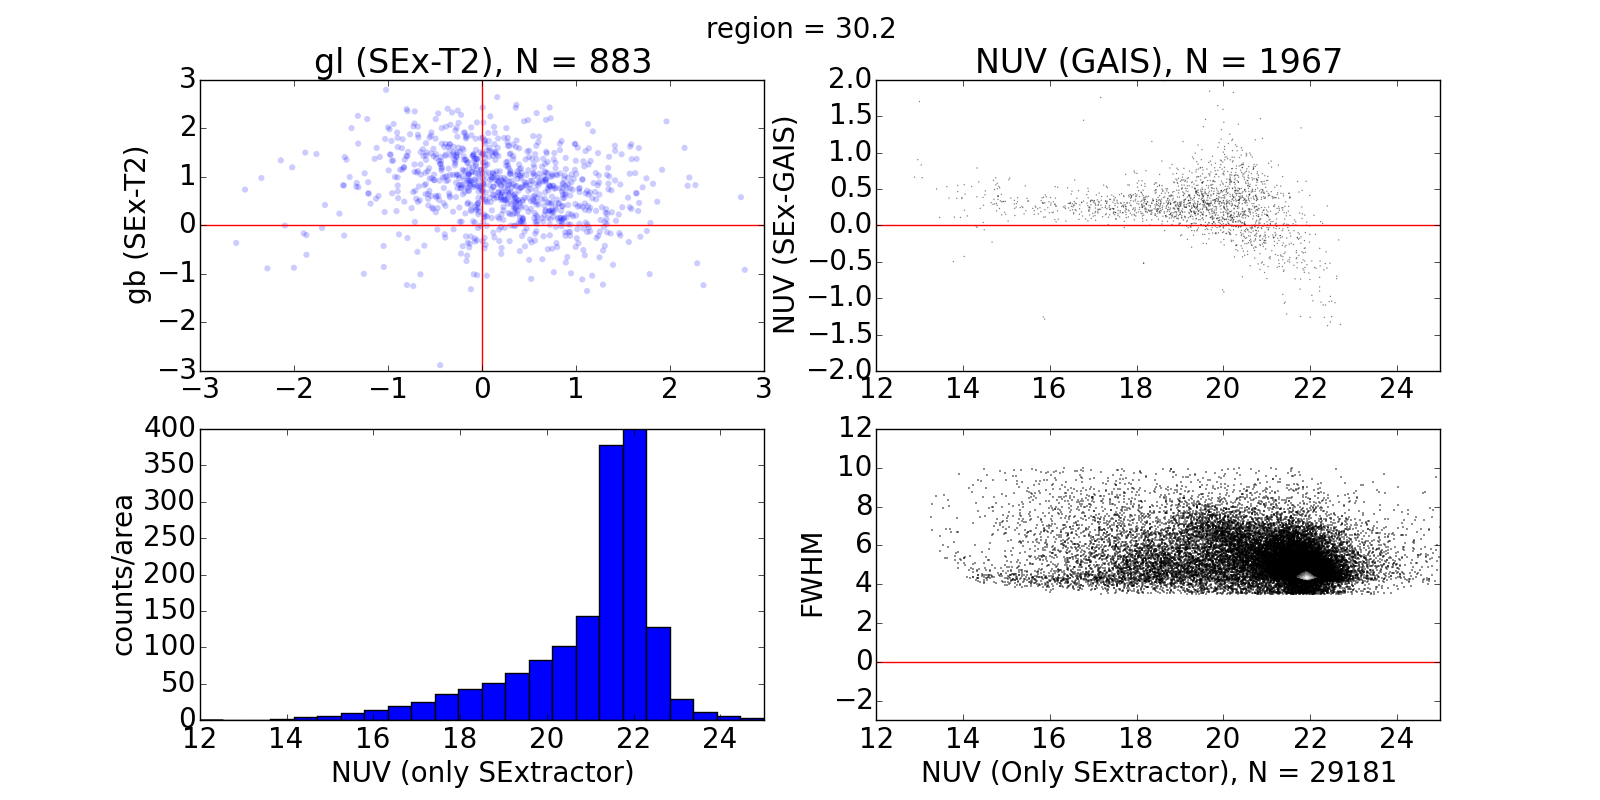 region = 30.2
gl (SEx-T2), N = 883
NUV (GAIS), N = 1967
3
2
1
0
−1
−2
−3
gb (SEx-T2)
−3 −2 −1 0 1 2 3
2.0
1.5
1.0
0.5
0.0
−0.5
−1.0
−1.5
−2.0
NUV (SEx-GAIS)
12 14 16 18 20 22 24
400
350
300
250
200
150
100
50
0
counts/area
12 14 16 18 20 22 24
NUV (only SExtractor)
12
10
8
6
4
2
0
−2
FWHM
12 14 16 18 20 22 24
NUV (Only SExtractor), N = 29181